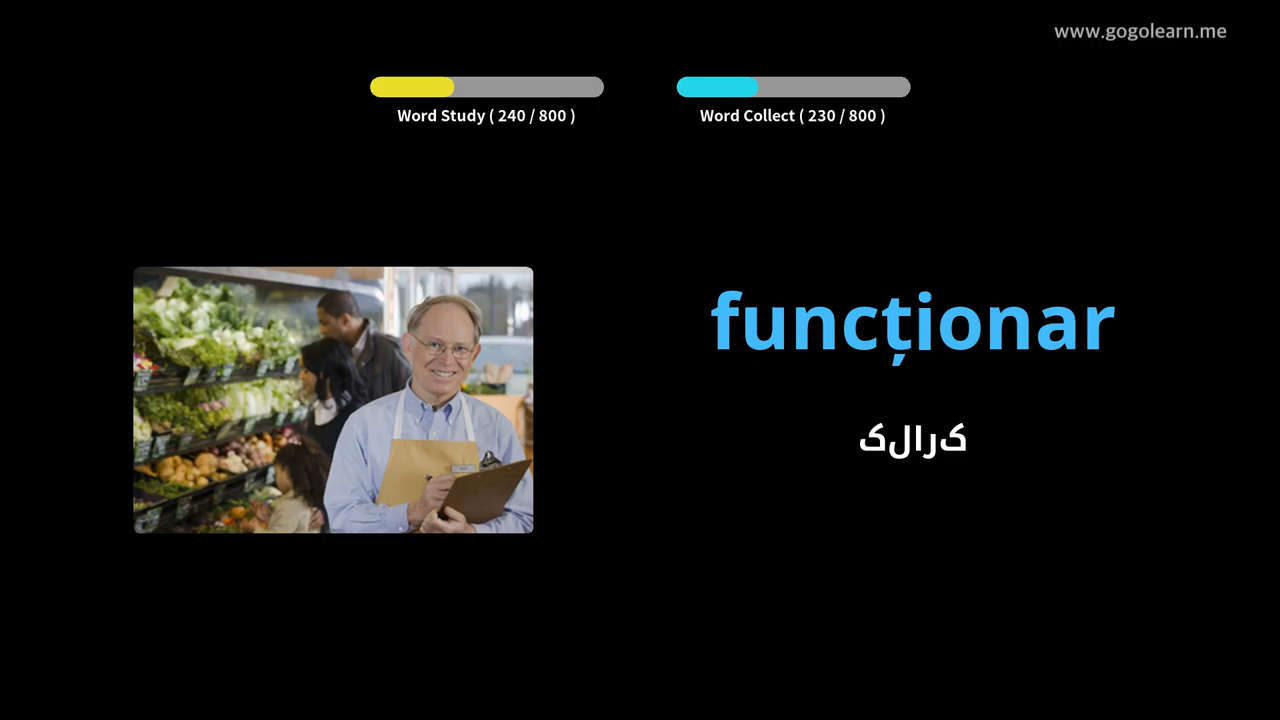 www.gogolearn.me
Word Study ( 240 / 800 )
Word Collect ( 230 / 800 )
funcționar
کرالک